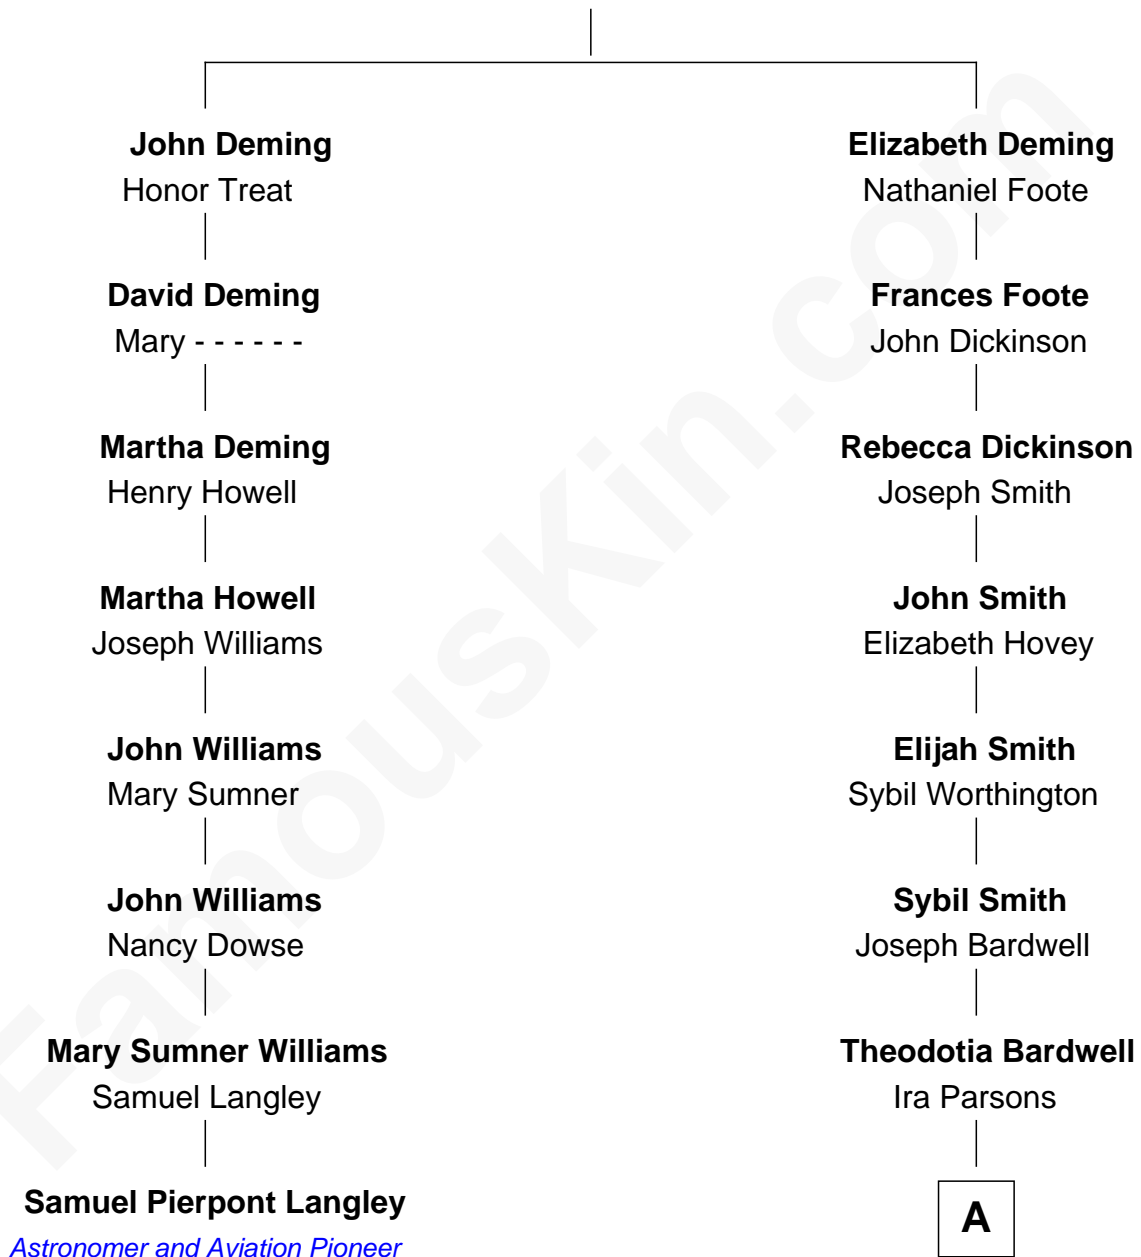 John Deming
Honor Treat
David Deming
Mary - - - - - -
Martha Deming
Henry Howell
Martha Howell
Joseph Williams
John Williams
Mary Sumner
John Williams
Nancy Dowse
Mary Sumner Williams
Samuel Langley
Samuel Pierpont Langley
Astronomer and Aviation Pioneer
Elizabeth Deming
Nathaniel Foote
Frances Foote
John Dickinson
Rebecca Dickinson
Joseph Smith
John Smith
Elizabeth Hovey
Elijah Smith
Sybil Worthington
Sybil Smith
Joseph Bardwell
Theodotia Bardwell
Ira Parsons
A
FamousKin.com